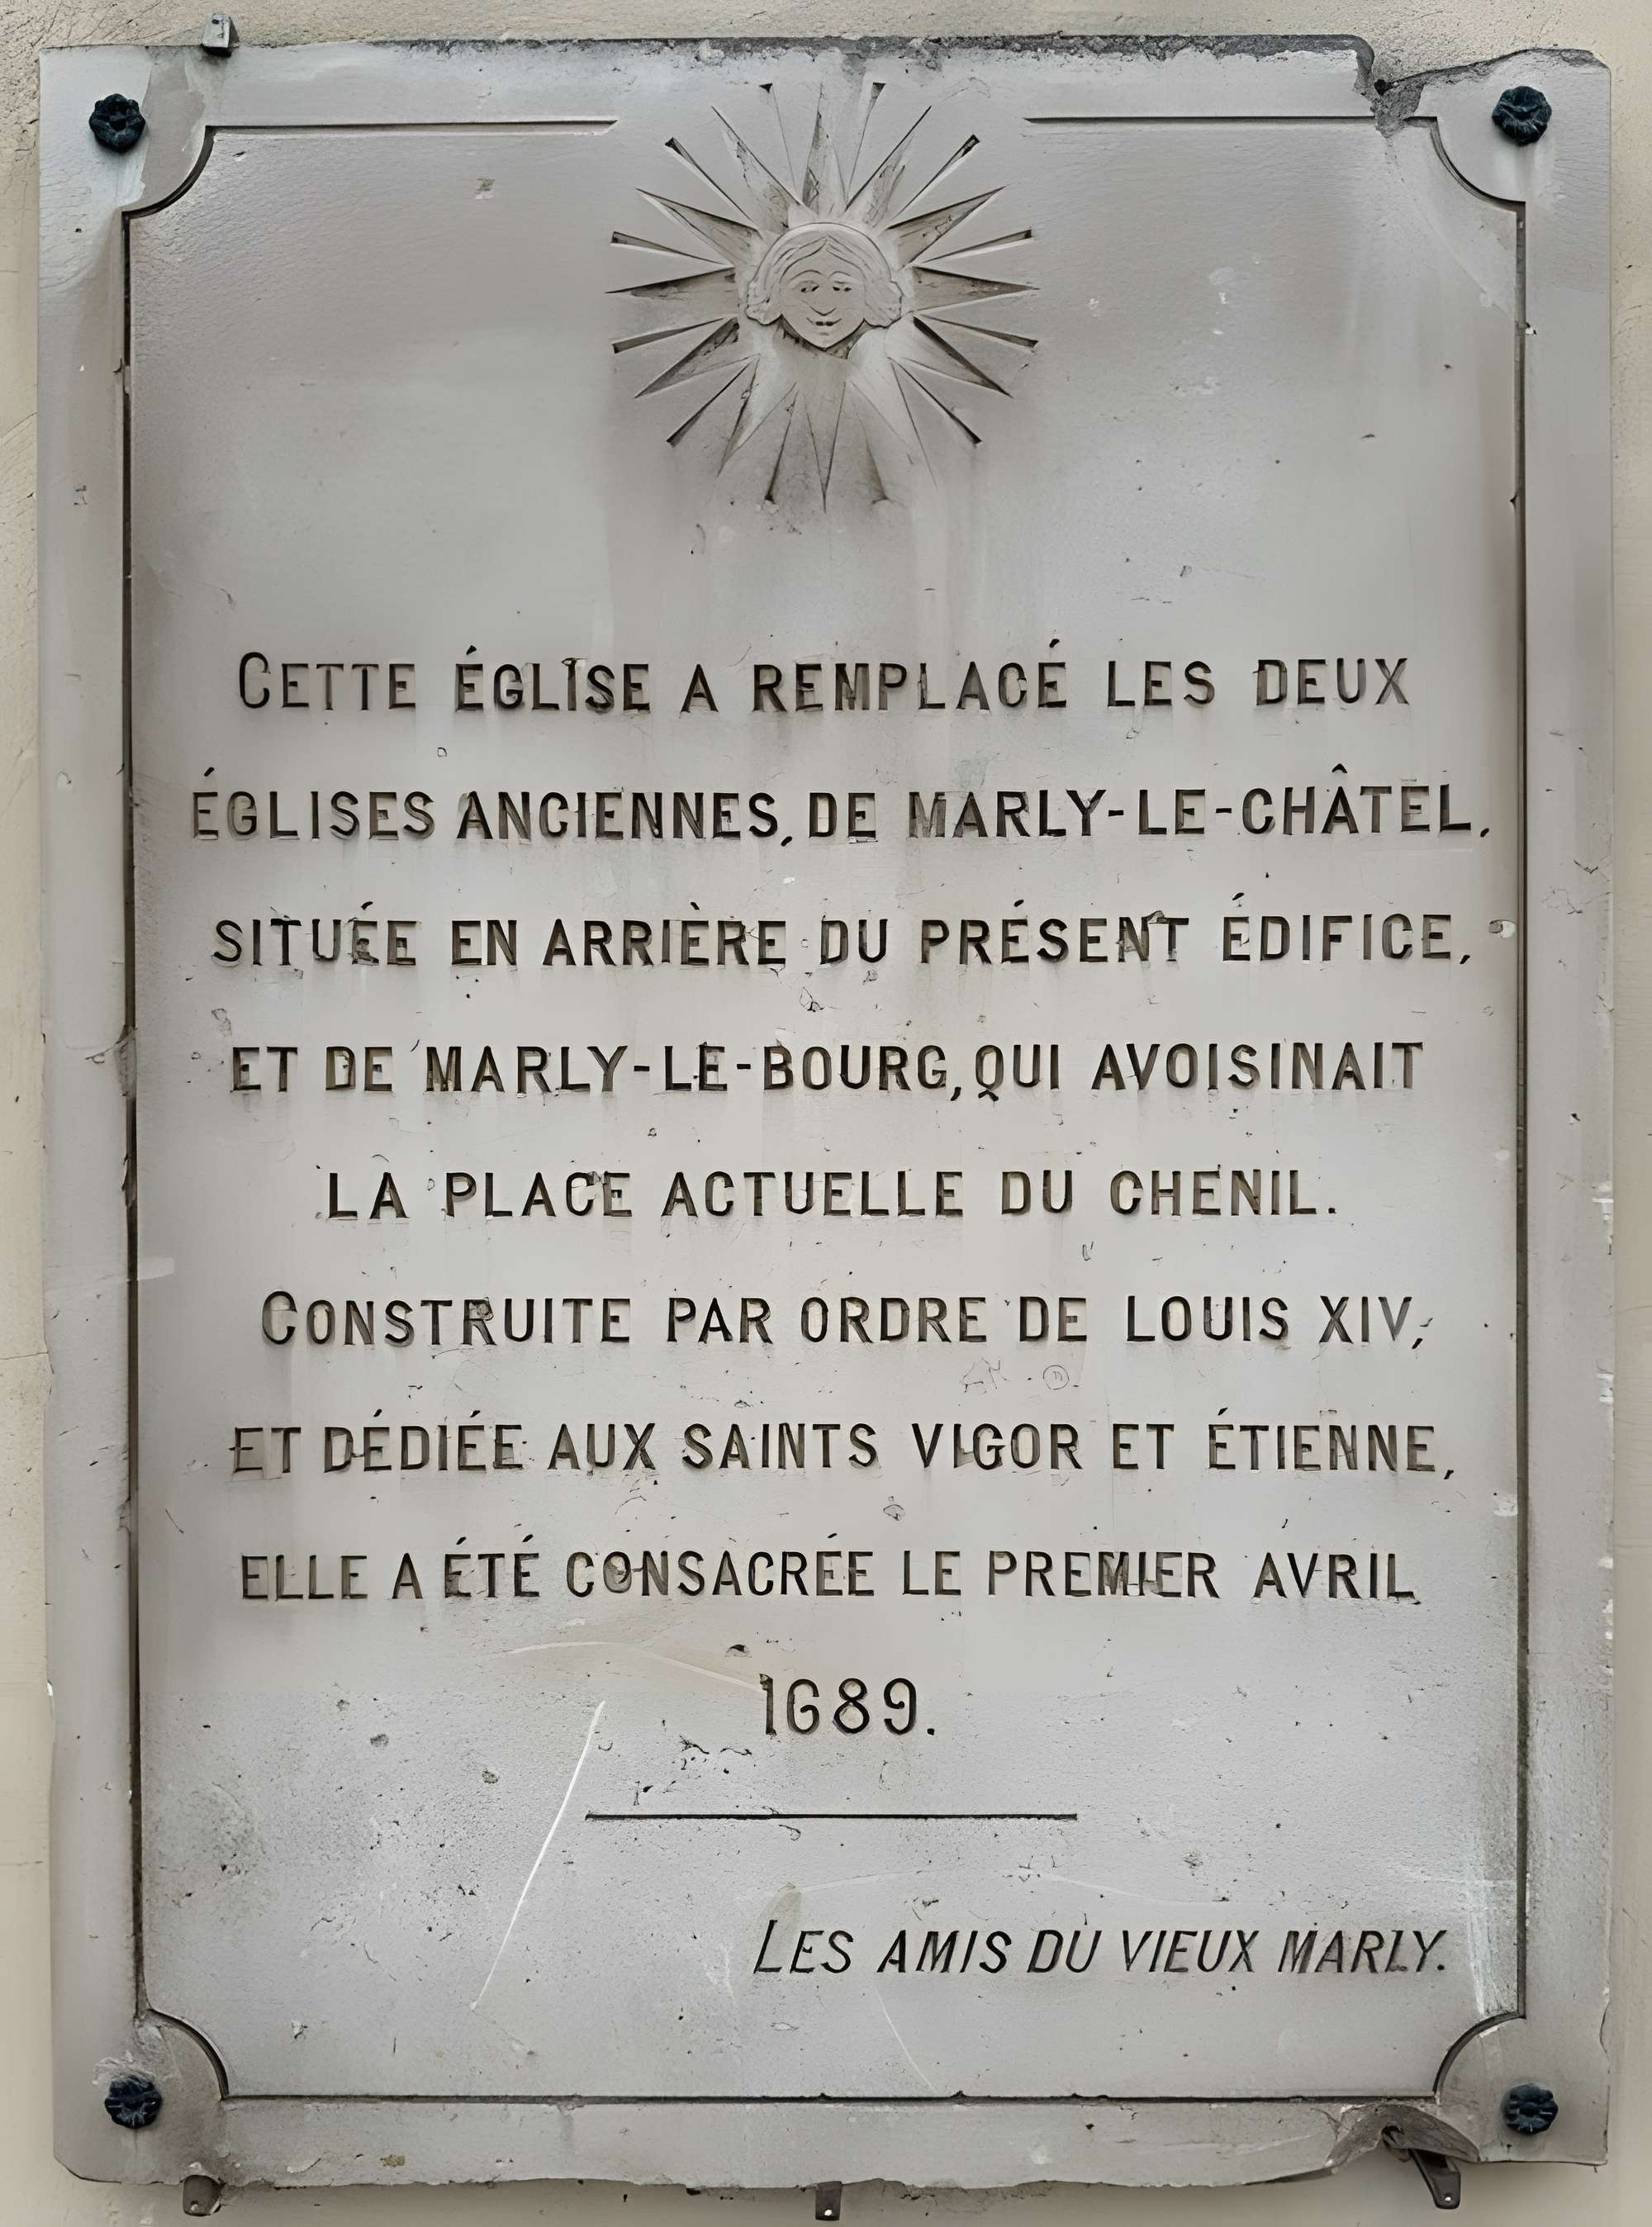 CETTE ÉGLISE A REMPLACÉ LES DEUX
ÉGLISES ANCIENNES, DE MARLY-LE-CHÂTEL,
SITUÉE EN ARRIÈRE DU PRÉSENT ÉDIFICE,
ET DE MARLY-LE-BOURG, QUI AVOISINAIT
LA PLACE ACTUELLE DU CHENIL.
CONSTRUITE PAR ORDRE DE LOUIS XIV,
ET DÉDIÉE AUX SAINTS VIGOR ET ÉTIENNE,
ELLE A ÉTÉ CONSACRÉE LE PREMIER AVRIL
1689.
LES AMIS DU VIEUX MARLY.